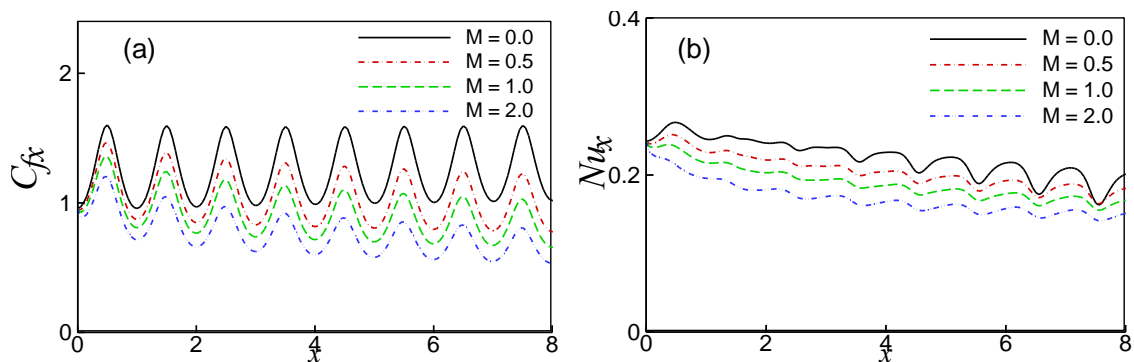 (a)
M = 0.0
M = 0.5
M = 1.0
M = 2.0
C_fx
2
1
0
0
2
4
6
8
x
(b)
M = 0.0
M = 0.5
M = 1.0
M = 2.0
Nu_x
0.4
0.2
0
0
2
4
6
8
x